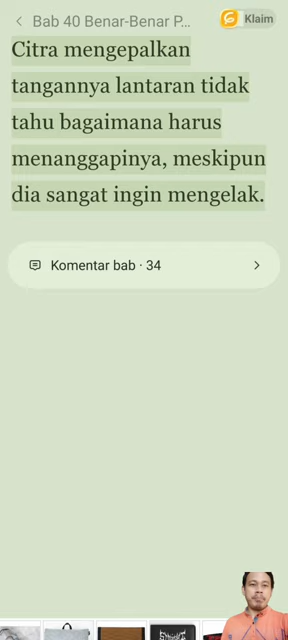 Bab 40 Benar-Benar P...
Klaim
Citra mengepalkan
tangannya lantaran tidak
tahu bagaimana harus
menanggapinya, meskipun
dia sangat ingin mengelak.
Komentar bab · 34